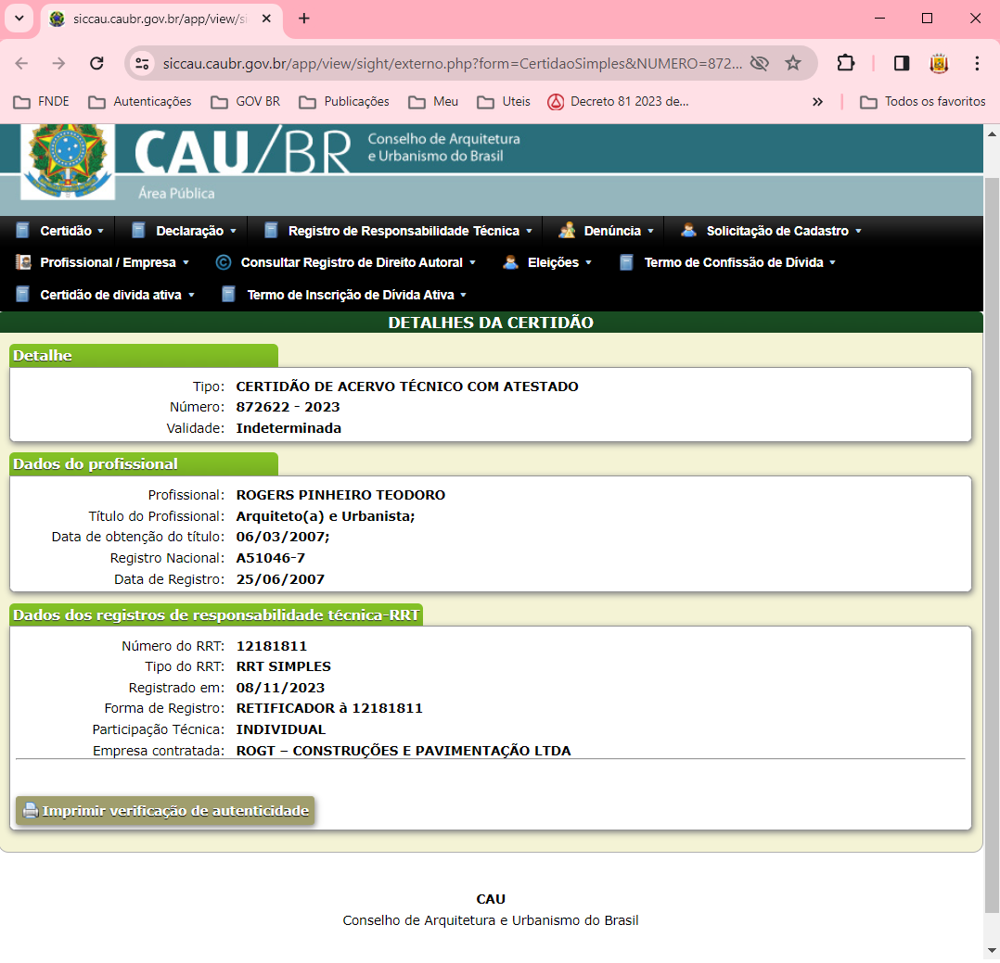 siccau.caubr.gov.br/app/view/si
siccau.caubr.gov.br/app/view/sight/externo.php?form=CertidaoSimples&NUMERO=872...
FNDE Autenticações GOV BR Publicações Meu Uteis Decreto 81 2023 de... » Todos os favoritos
CAU/BR Conselho de Arquitetura
e Urbanismo do Brasil
Área Pública
Certidão Declaração Registro de Responsabilidade Técnica Denúncia Solicitação de Cadastro
Profissional / Empresa Consultar Registro de Direito Autoral Eleições Termo de Confissão de Dívida
Certidão de divida ativa Termo de Inscrição de Dívida Ativa
DETALHES DA CERTIDÃO
Detalhe
Tipo: CERTIDÃO DE ACERVO TÉCNICO COM ATESTADO
Número: 872622 - 2023
Validade: Indeterminada
Dados do profissional
Profissional: ROGERS PINHEIRO TEODORO
Título do Profissional: Arquiteto(a) e Urbanista;
Data de obtenção do título: 06/03/2007;
Registro Nacional: A51046-7
Data de Registro: 25/06/2007
Dados dos registros de responsabilidade técnica-RRT
Número do RRT: 12181811
Tipo do RRT: RRT SIMPLES
Registrado em: 08/11/2023
Forma de Registro: RETIFICADOR à 12181811
Participação Técnica: INDIVIDUAL
Empresa contratada: ROGT – CONSTRUÇÕES E PAVIMENTAÇÃO LTDA
Imprimir verificação de autenticidade
CAU
Conselho de Arquitetura e Urbanismo do Brasil